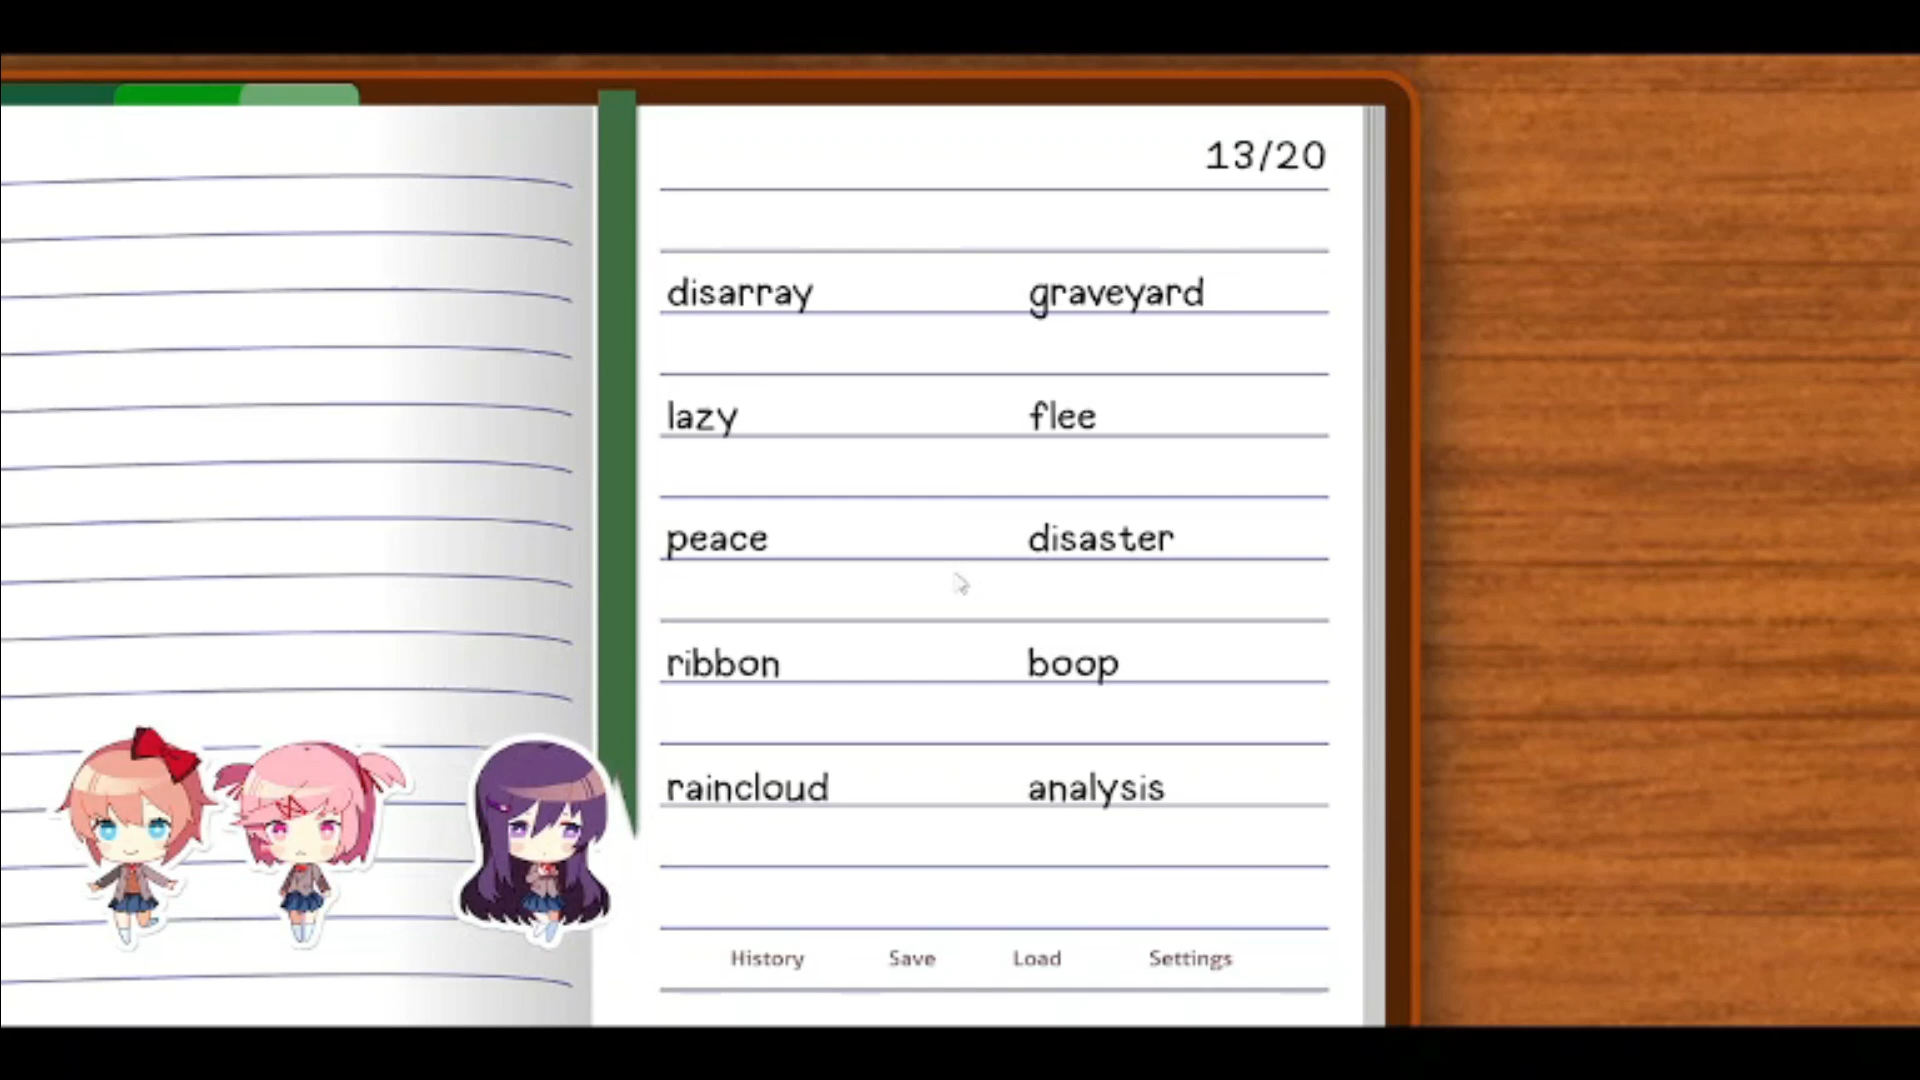 13/20
disarray graveyard
lazy flee
peace disaster
ribbon boop
raincloud analysis
History Save Load Settings